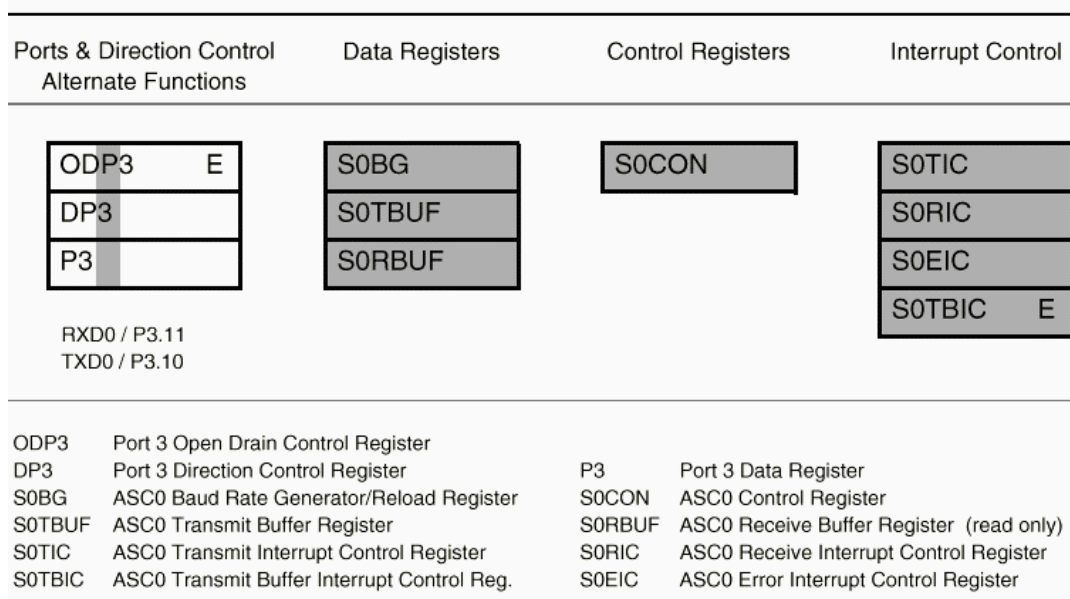 Ports & Direction Control Alternate Functions
Data Registers
Control Registers
Interrupt Control
ODP3 E
DP3
P3
RXD0 / P3.11
TXD0 / P3.10
S0BG
S0TBUF
S0RBUF
S0CON
S0TIC
S0RIC
S0EIC
S0TBIC E
ODP3 Port 3 Open Drain Control Register
DP3 Port 3 Direction Control Register P3 Port 3 Data Register
S0BG ASC0 Baud Rate Generator/Reload Register S0CON ASC0 Control Register
S0TBUF ASC0 Transmit Buffer Register S0RBUF ASC0 Receive Buffer Register (read only)
S0TIC ASC0 Transmit Interrupt Control Register S0RIC ASC0 Receive Interrupt Control Register
S0TBIC ASC0 Transmit Buffer Interrupt Control Reg. S0EIC ASC0 Error Interrupt Control Register